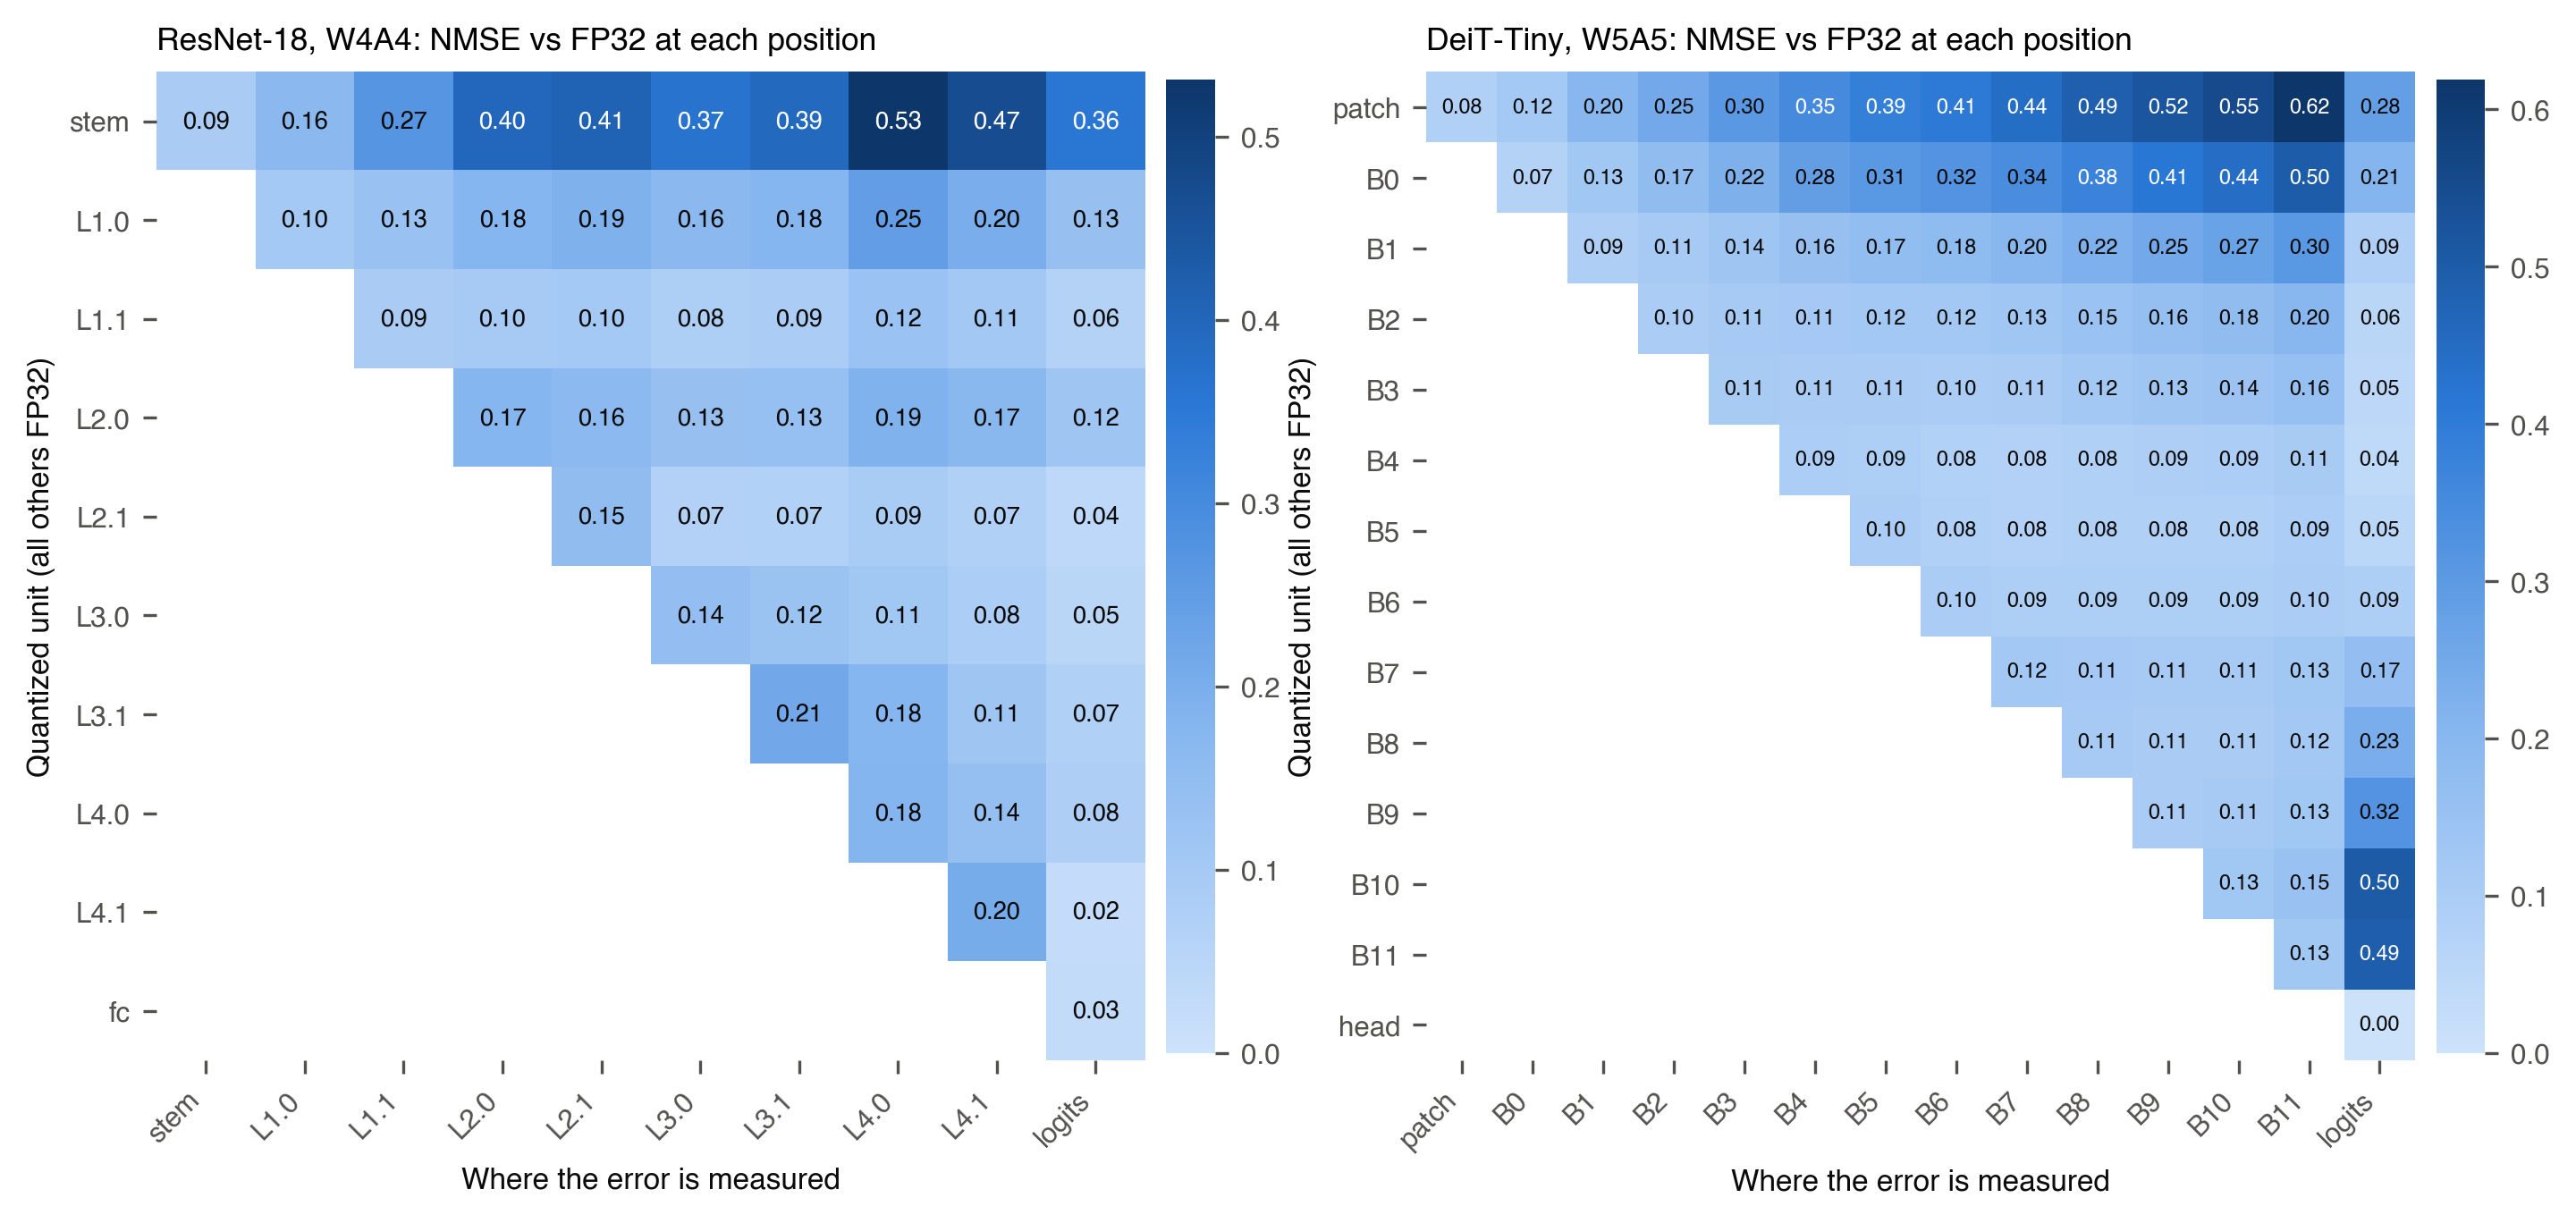 ResNet-18, W4A4: NMSE vs FP32 at each position
Quantized unit (all others FP32)
stem 0.09 0.16 0.27 0.40 0.41 0.37 0.39 0.53 0.47 0.36
L1.0 0.10 0.13 0.18 0.19 0.16 0.18 0.25 0.20 0.13
L1.1 0.09 0.10 0.10 0.08 0.09 0.12 0.11 0.06
L2.0 0.17 0.16 0.13 0.13 0.19 0.17 0.12
L2.1 0.15 0.07 0.07 0.09 0.07 0.04
L3.0 0.14 0.12 0.11 0.08 0.05
L3.1 0.21 0.18 0.11 0.07
L4.0 0.18 0.14 0.08
L4.1 0.20 0.02
fc 0.03
stem L1.0 L1.1 L2.0 L2.1 L3.0 L3.1 L4.0 L4.1 logits
Where the error is measured
0.5
0.4
0.3
0.2
0.1
0.0
DeiT-Tiny, W5A5: NMSE vs FP32 at each position
Quantized unit (all others FP32)
patch 0.08 0.12 0.20 0.25 0.30 0.35 0.39 0.41 0.44 0.49 0.52 0.55 0.62 0.28
B0 0.07 0.13 0.17 0.22 0.28 0.31 0.32 0.34 0.38 0.41 0.44 0.50 0.21
B1 0.09 0.11 0.14 0.16 0.17 0.18 0.20 0.22 0.25 0.27 0.30 0.09
B2 0.10 0.11 0.11 0.12 0.12 0.13 0.15 0.16 0.18 0.20 0.06
B3 0.11 0.11 0.11 0.10 0.11 0.12 0.13 0.14 0.16 0.05
B4 0.09 0.09 0.08 0.08 0.08 0.09 0.09 0.11 0.04
B5 0.10 0.08 0.08 0.08 0.08 0.08 0.09 0.05
B6 0.10 0.09 0.09 0.09 0.09 0.10 0.09
B7 0.12 0.11 0.11 0.11 0.13 0.17
B8 0.11 0.11 0.11 0.12 0.23
B9 0.11 0.11 0.13 0.32
B10 0.13 0.15 0.50
B11 0.13 0.49
head 0.00
patch B0 B1 B2 B3 B4 B5 B6 B7 B8 B9 B10 B11 logits
Where the error is measured
0.6
0.5
0.4
0.3
0.2
0.1
0.0